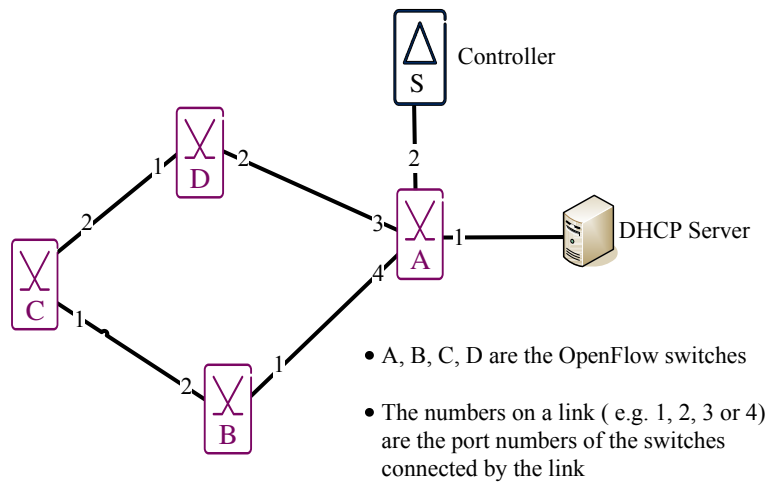 S
Controller
2
1
D
2
2
3
A
1
DHCP Server
4
C
1
1
2
B
• A, B, C, D are the OpenFlow switches
• The numbers on a link ( e.g. 1, 2, 3 or 4)
are the port numbers of the switches
connected by the link